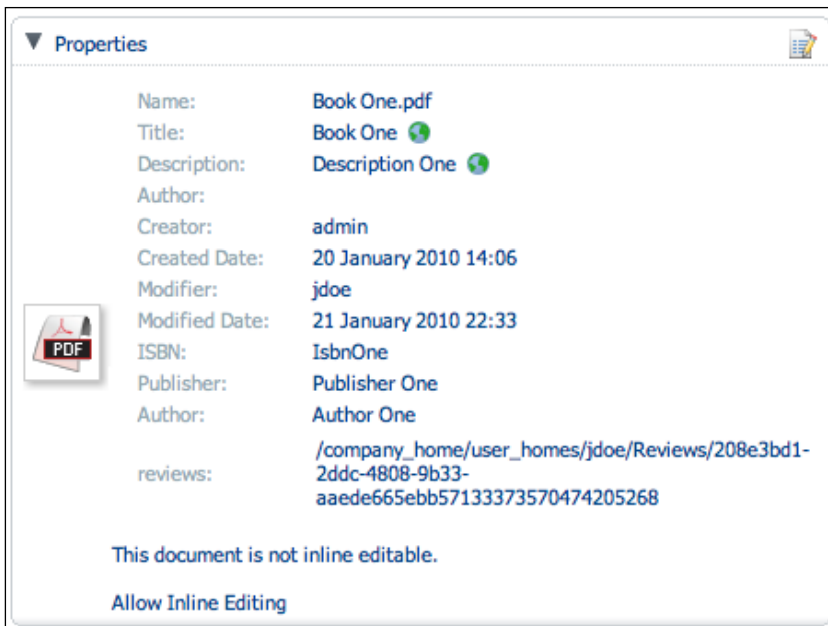 Properties
Name: Book One.pdf
Title: Book One
Description: Description One
Author:
Creator: admin
Created Date: 20 January 2010 14:06
Modifier: jdoe
Modified Date: 21 January 2010 22:33
PDF
ISBN: IsbnOne
Publisher: Publisher One
Author: Author One
reviews: /company_home/user_homes/jdoe/Reviews/208e3bd1-
2ddc-4808-9b33-
aaede665ebb57133373570474205268
This document is not inline editable.
Allow Inline Editing